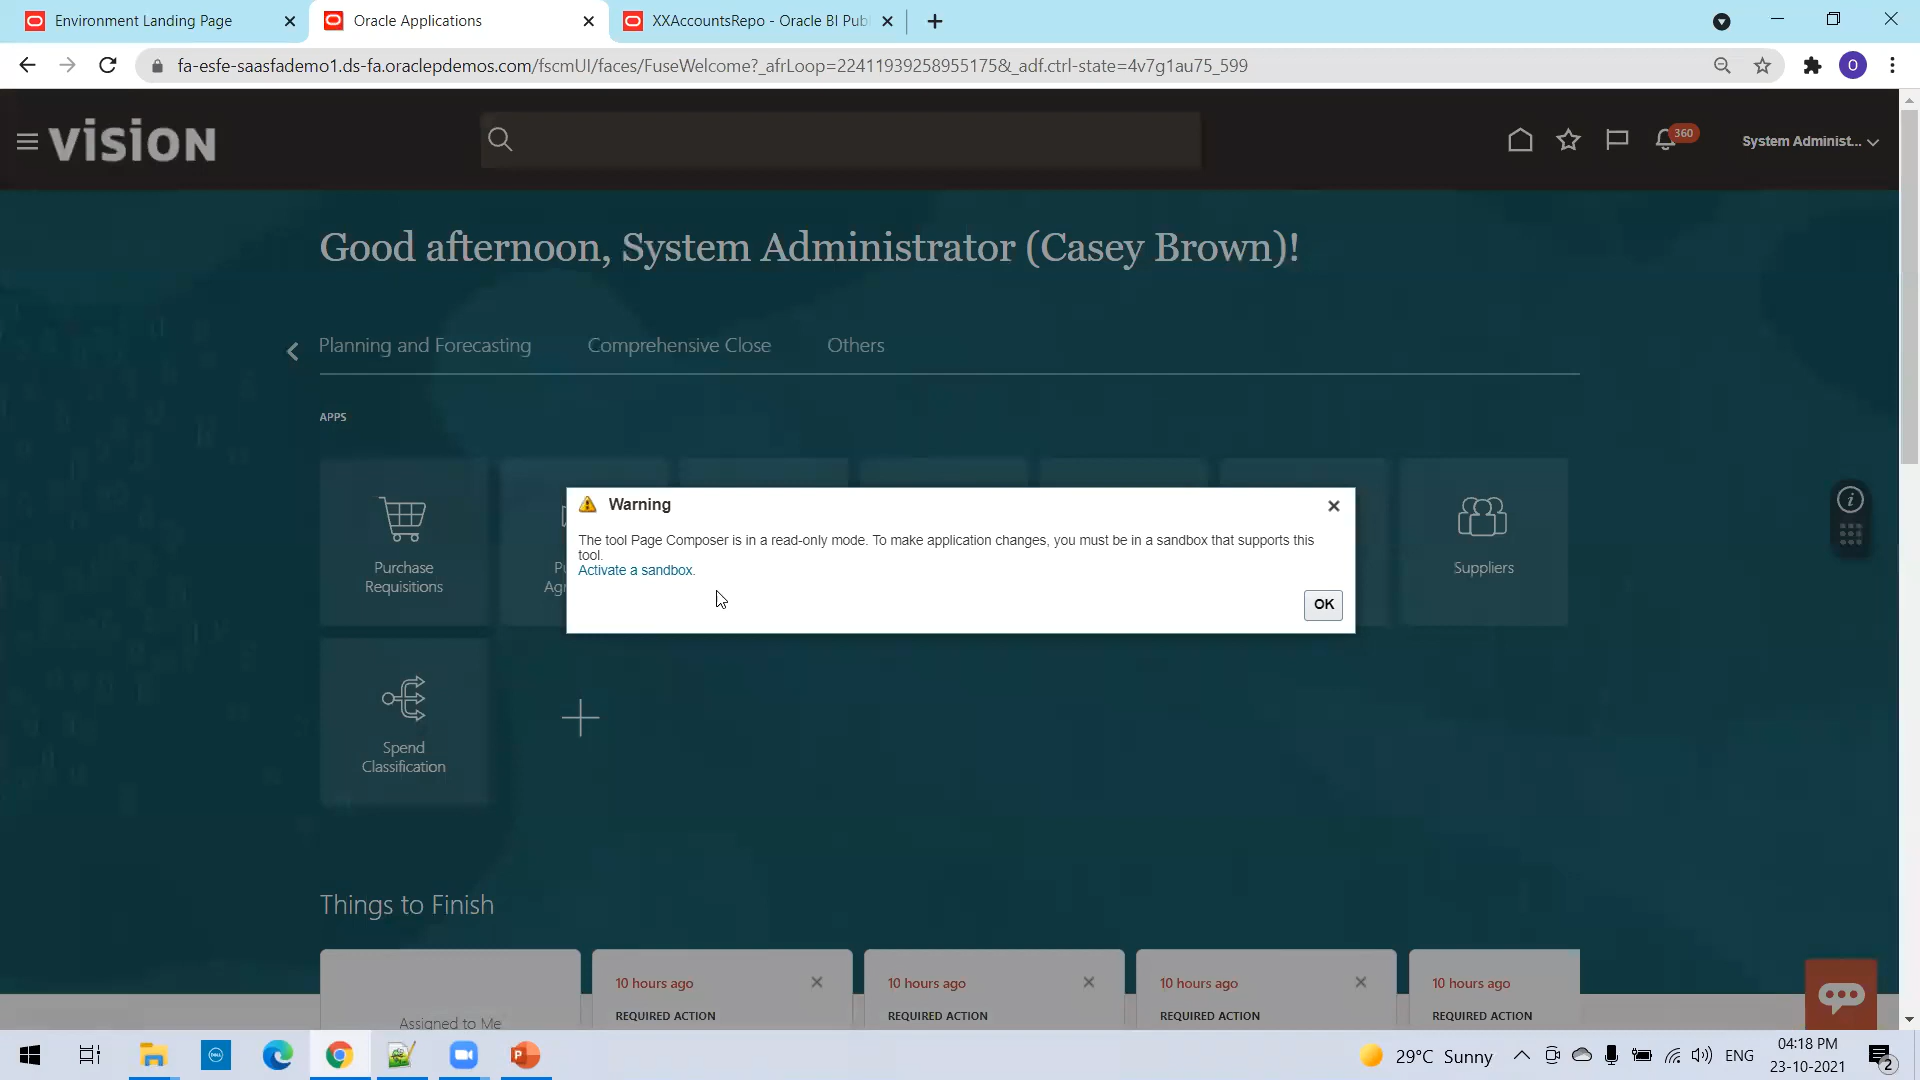 Environment Landing Page
Oracle Applications
XXAccountsRepo - Oracle BI Pub
fa-esfe-saasfademo1.ds-fa.oraclepdemos.com/fscmUI/faces/FuseWelcome?_afrLoop=22411939258955175&_adf.ctrl-state=4v7g1au75_599
O
vision
360
System Administ...
Good afternoon, System Administrator (Casey Brown)!
Planning and Forecasting
Comprehensive Close
Others
APPS
Warning
The tool Page Composer is in a read-only mode. To make application changes, you must be in a sandbox that supports this
tool.
Activate a sandbox.
OK
Purchase
Requisitions
Suppliers
Spend
Classification
Things to Finish
Assigned to Me
10 hours ago
REQUIRED ACTION
10 hours ago
REQUIRED ACTION
10 hours ago
REQUIRED ACTION
10 hours ago
REQUIRED ACTION
29°C Sunny
ENG
04:18 PM
23-10-2021
2